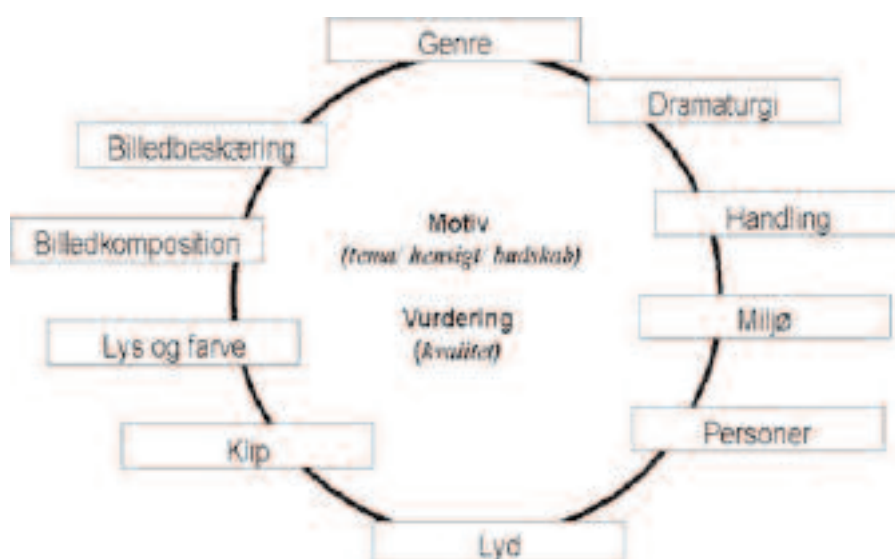 Genre
Dramaturgi
Handling
Miljø
Personer
Lyd
Klip
Lys og farve
Billedkomposition
Billedbeskæring
Motiv
(tema/ hensigt/ budskab)
Vurdering
(kvalitet)